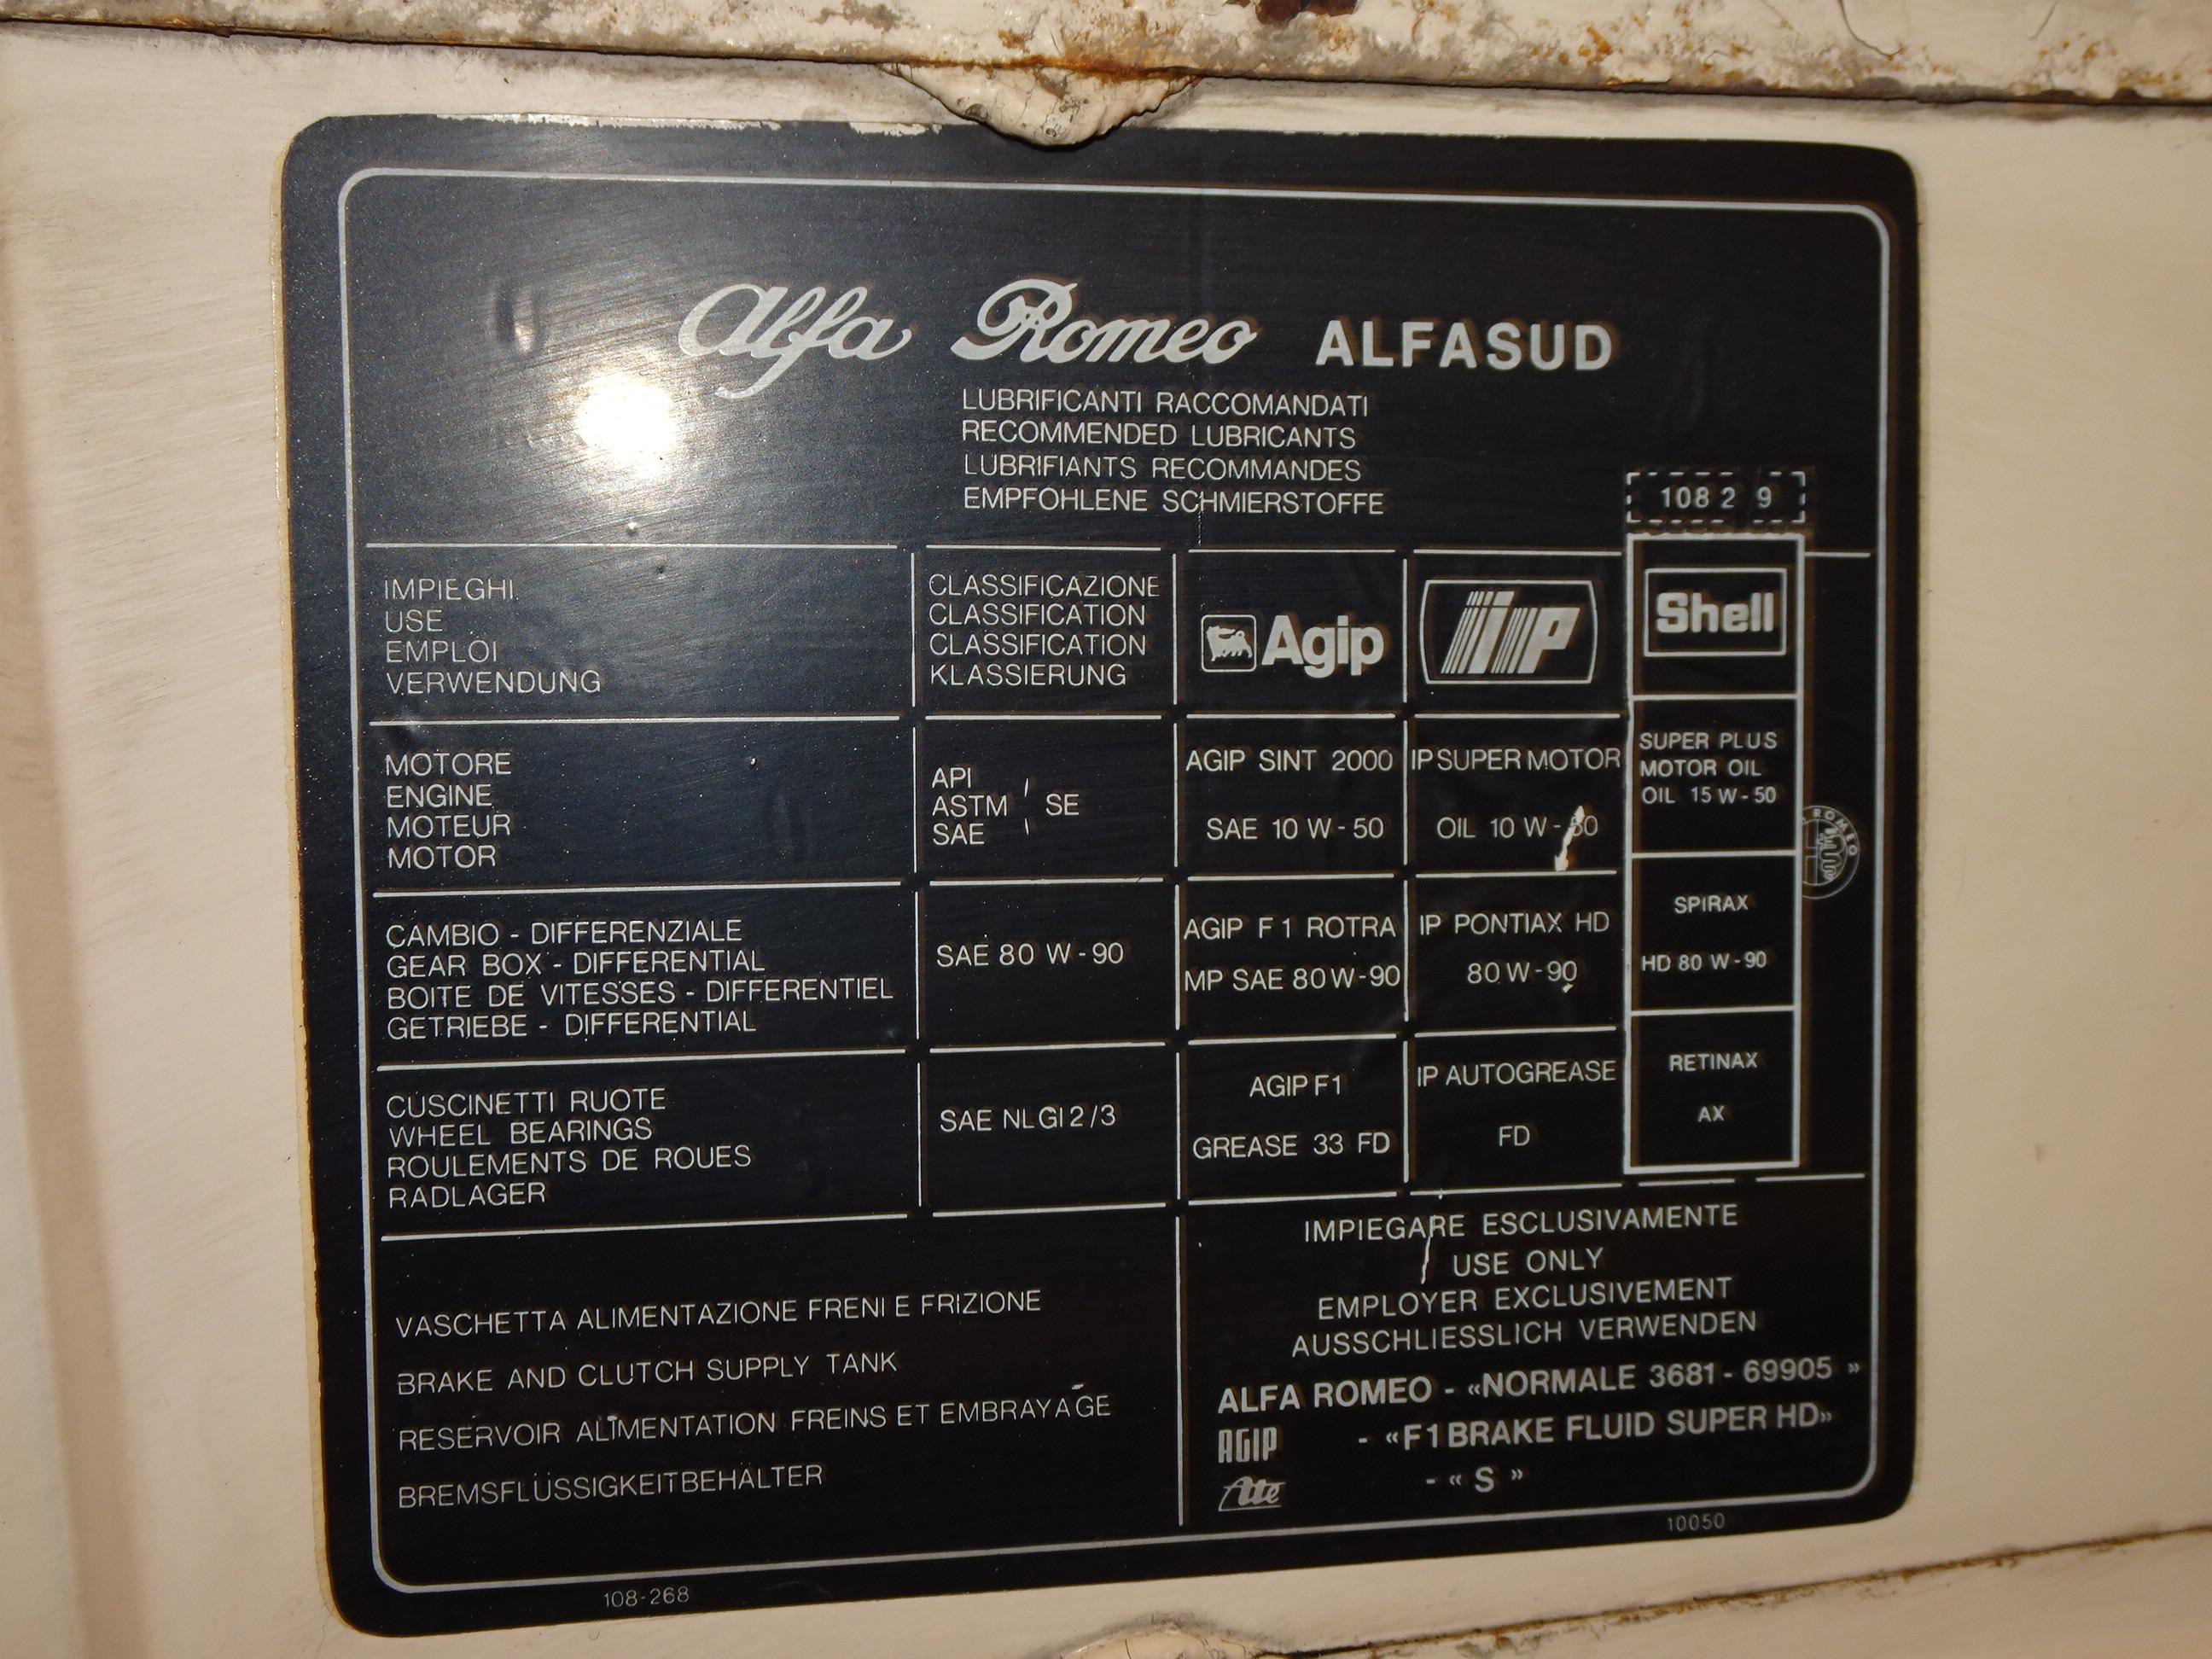 Alfa Romeo ALFASUD
LUBRIFICANTI RACCOMANDATI
RECOMMENDED LUBRICANTS
LUBRIFIANTS RECOMMANDES
EMPFOHLENE SCHMIERSTOFFE
108 2 9
IMPIEGHI
USE
EMPLOI
VERWENDUNG
CLASSIFICAZIONE
CLASSIFICATION
CLASSIFICATION
KLASSIERUNG
Agip
iP
Shell
MOTORE
ENGINE
MOTEUR
MOTOR
API
ASTM SE
SAE
AGIP SINT 2000
SAE 10 W-50
IP SUPER MOTOR
OIL 10 W-50
SUPER PLUS
MOTOR OIL
OIL 15 W-50
ROMEO
CAMBIO - DIFFERENZIALE
GEAR BOX - DIFFERENTIAL
BOITE DE VITESSES - DIFFERENTIEL
GETRIEBE - DIFFERENTIAL
SAE 80 W-90
AGIP F1 ROTRA
MP SAE 80W-90
IP PONTIAX HD
80W-90
SPIRAX
HD 80 W-90
CUSCINETTI RUOTE
WHEEL BEARINGS
ROULEMENTS DE ROUES
RADLAGER
SAE NLGI 2/3
AGIP F1
GREASE 33 FD
IP AUTOGREASE
FD
RETINAX
AX
VASCHETTA ALIMENTAZIONE FRENI E FRIZIONE
BRAKE AND CLUTCH SUPPLY TANK
RESERVOIR ALIMENTATION FREINS ET EMBRAYAGE
BREMSFLÜSSIGKEITBEHÄLTER
IMPIEGARE ESCLUSIVAMENTE
USE ONLY
EMPLOYER EXCLUSIVEMENT
AUSSCHLIESSLICH VERWENDEN
ALFA ROMEO - «NORMALE 3681 - 69905 »
AGIP - «F1 BRAKE FLUID SUPER HD»
Ate - « S »
10050
108-268